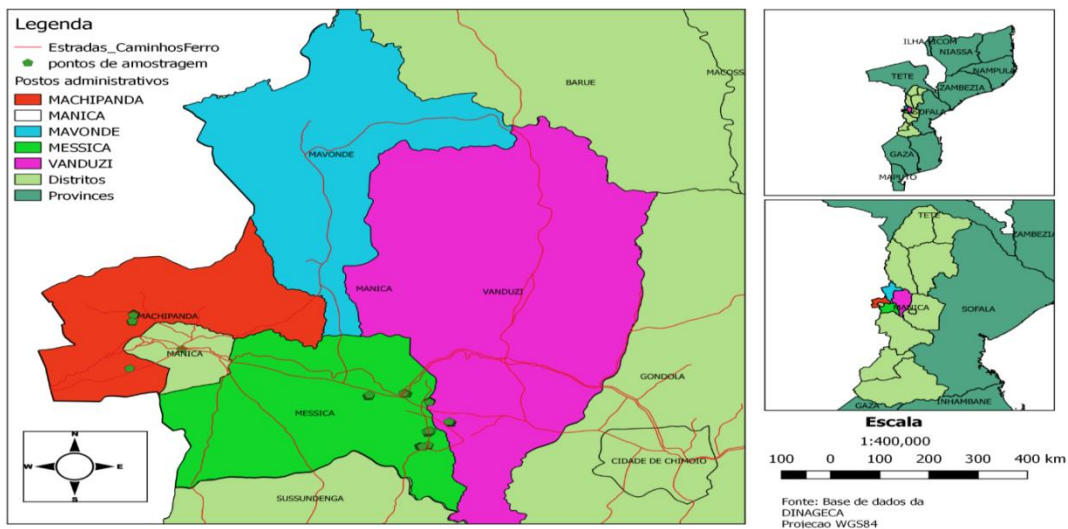 Legenda
Estradas_CaminhosFerro
pontos de amostragem
Postos administrativos
MACHIPANDA
MANICA
MAVONDE
MESSICA
VANDUZI
Distritos
Provinces
BARUE
MACOSS
MAVONDE
MANICA
VANDUZI
MACHIPANDA
MANICA
GONDOLA
MESSICA
CIDADE DE CHIMOIO
SUSSUNDENGA
N
W
E
S
NIASSA
TETE
NAMPULA
ZAMBEZIA
GAZA
MAPUTO
TETE
ZAMBEZIA
MANICA
SOFALA
GAZA
INHAMBANE
Escala
1:400,000
100 0 100 200 300 400 km
Fonte: Base de dados da
DINAGECA
Projecao WGS84